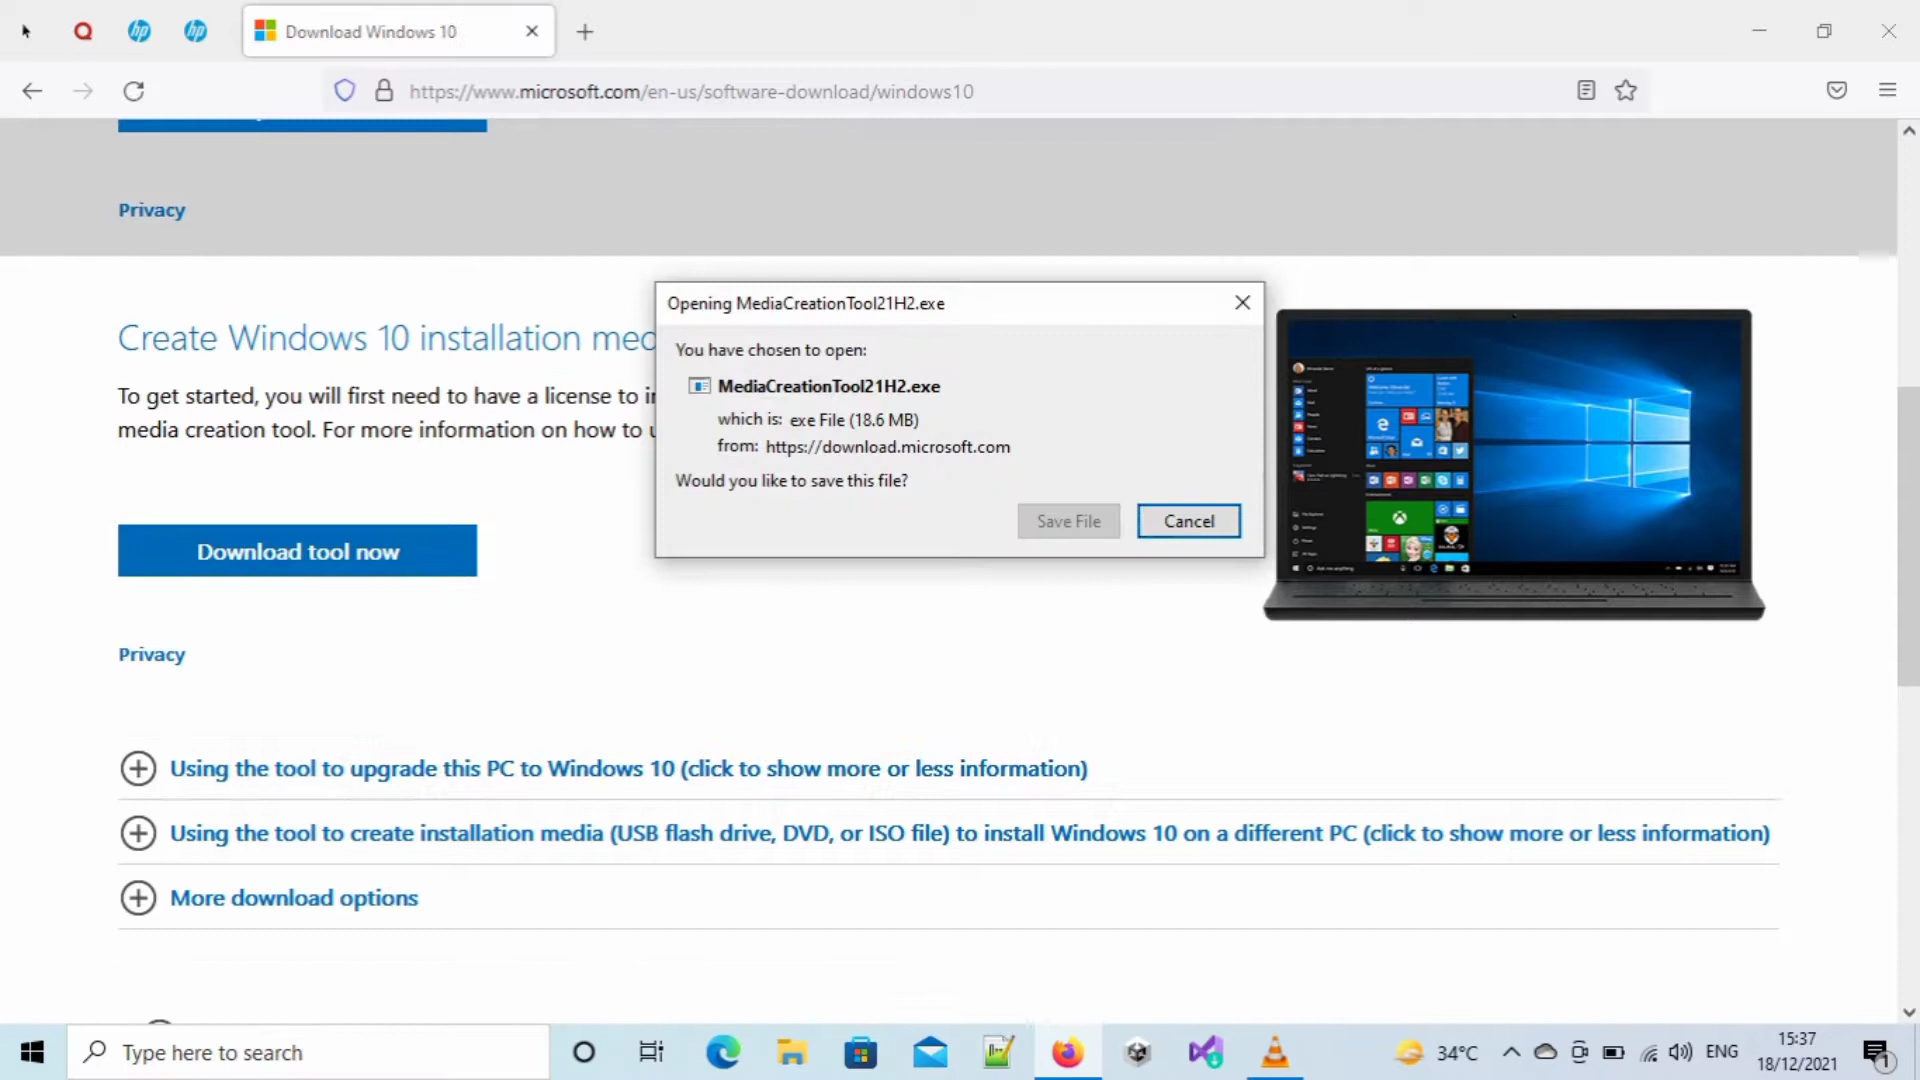 Download Windows 10
https://www.microsoft.com/en-us/software-download/windows10
Privacy
Opening MediaCreationTool21H2.exe
You have chosen to open:
MediaCreationTool21H2.exe
which is: exe File (18.6 MB)
from: https://download.microsoft.com
Would you like to save this file?
Save File
Cancel
Create Windows 10 installation med
To get started, you will first need to have a license to in
media creation tool. For more information on how to u
Download tool now
Privacy
Using the tool to upgrade this PC to Windows 10 (click to show more or less information)
Using the tool to create installation media (USB flash drive, DVD, or ISO file) to install Windows 10 on a different PC (click to show more or less information)
More download options
Type here to search
34°C
ENG
15:37
18/12/2021
1